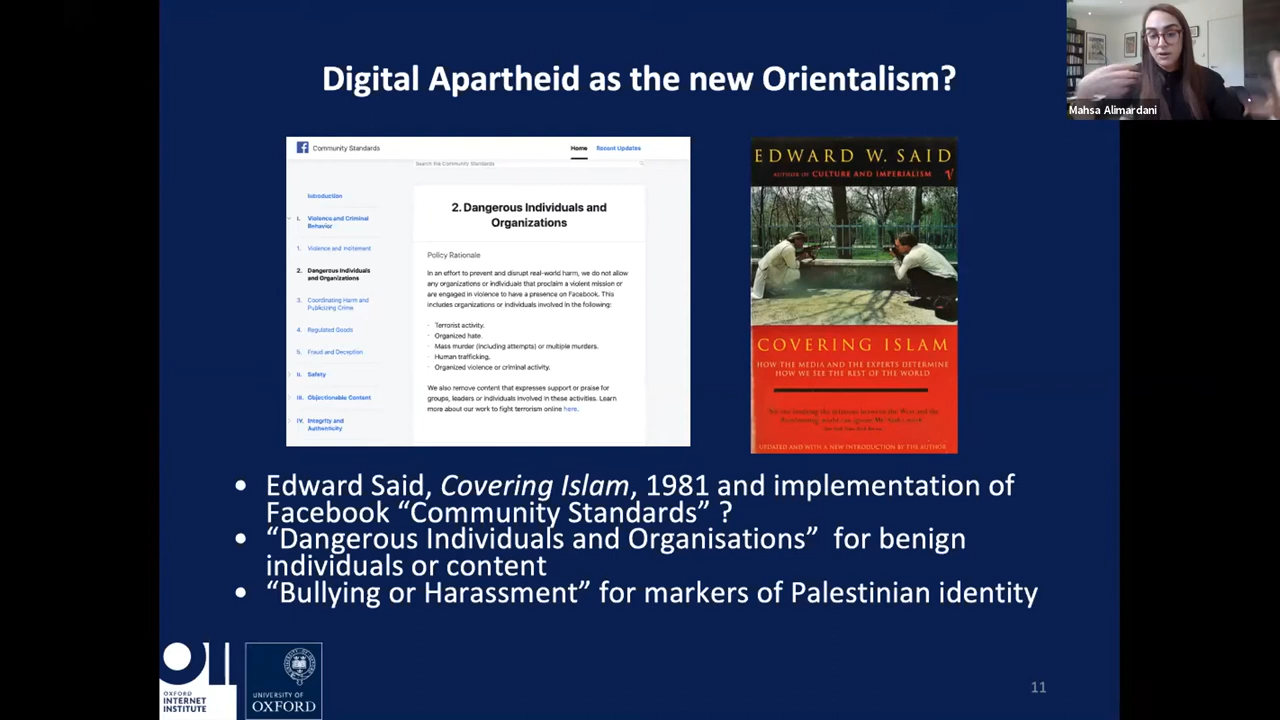 Digital Apartheid as the new Orientalism?
Mahsa Alimardani
Community Standards
Home
Recent Updates
Search the Community Standards
Introduction
I. Violence and Criminal
Behavior
1. Violence and Incitement
2. Dangerous Individuals
and Organizations
3. Coordinating Harm and
Publicizing Crime
4. Regulated Goods
5. Fraud and Deception
II. Safety
III. Objectionable Content
IV. Integrity and
Authenticity
2. Dangerous Individuals and
Organizations
Policy Rationale
In an effort to prevent and disrupt real-world harm, we do not allow
any organizations or individuals that proclaim a violent mission or
are engaged in violence to have a presence on Facebook. This
includes organizations or individuals involved in the following:
· Terrorist activity.
· Organized hate.
· Mass murder (including attempts) or multiple murders.
· Human trafficking.
· Organized violence or criminal activity.
We also remove content that expresses support or praise for
groups, leaders or individuals involved in these activities. Learn
more about our work to fight terrorism online here.
EDWARD W. SAID
AUTHOR OF CULTURE AND IMPERIALISM
COVERING ISLAM
HOW THE MEDIA AND THE EXPERTS DETERMINE
HOW WE SEE THE REST OF THE WORLD
UPDATED AND WITH A NEW INTRODUCTION BY THE AUTHOR
• Edward Said, Covering Islam, 1981 and implementation of
Facebook “Community Standards” ?
• “Dangerous Individuals and Organisations”  for benign
individuals or content
• “Bullying or Harassment” for markers of Palestinian identity
OXFORD
INTERNET
INSTITUTE
UNIVERSITY OF
OXFORD
11